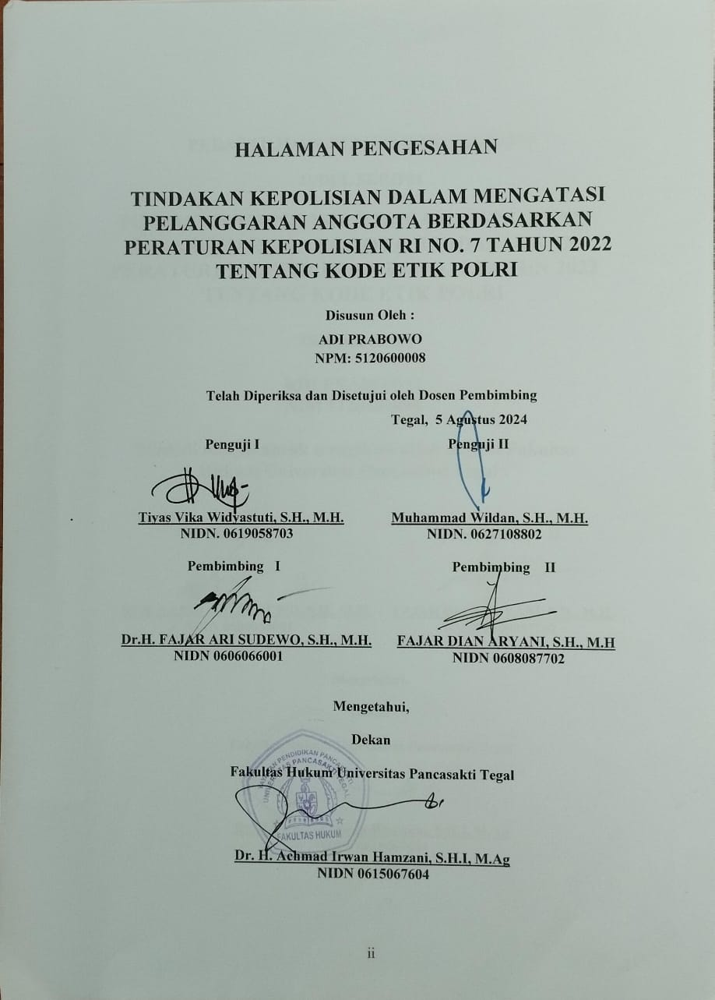 HALAMAN PENGESAHAN
TINDAKAN KEPOLISIAN DALAM MENGATASI
PELANGGARAN ANGGOTA BERDASARKAN
PERATURAN KEPOLISIAN RI NO. 7 TAHUN 2022
TENTANG KODE ETIK POLRI
Disusun Oleh :
ADI PRABOWO
NPM: 5120600008
Telah Diperiksa dan Disetujui oleh Dosen Pembimbing
Tegal, 5 Agustus 2024
Penguji I
Penguji II
Tiyas Vika Widyastuti, S.H., M.H.
NIDN. 0619058703
Muhammad Wildan, S.H., M.H.
NIDN. 0627108802
Pembimbing I
Pembimbing II
Dr.H. FAJAR ARI SUDEWO, S.H., M.H.
NIDN 0606066001
FAJAR DIAN ARYANI, S.H., M.H
NIDN 0608087702
Mengetahui,
Dekan
Fakultas Hukum Universitas Pancasakti Tegal
YAYASAN PENDIDIKAN PANCASAKTI
UNIVERSITAS PANCASAKTI TEGAL
FAKULTAS HUKUM
Dr. H. Achmad Irwan Hamzani, S.H.I, M.Ag
NIDN 0615067604
ii